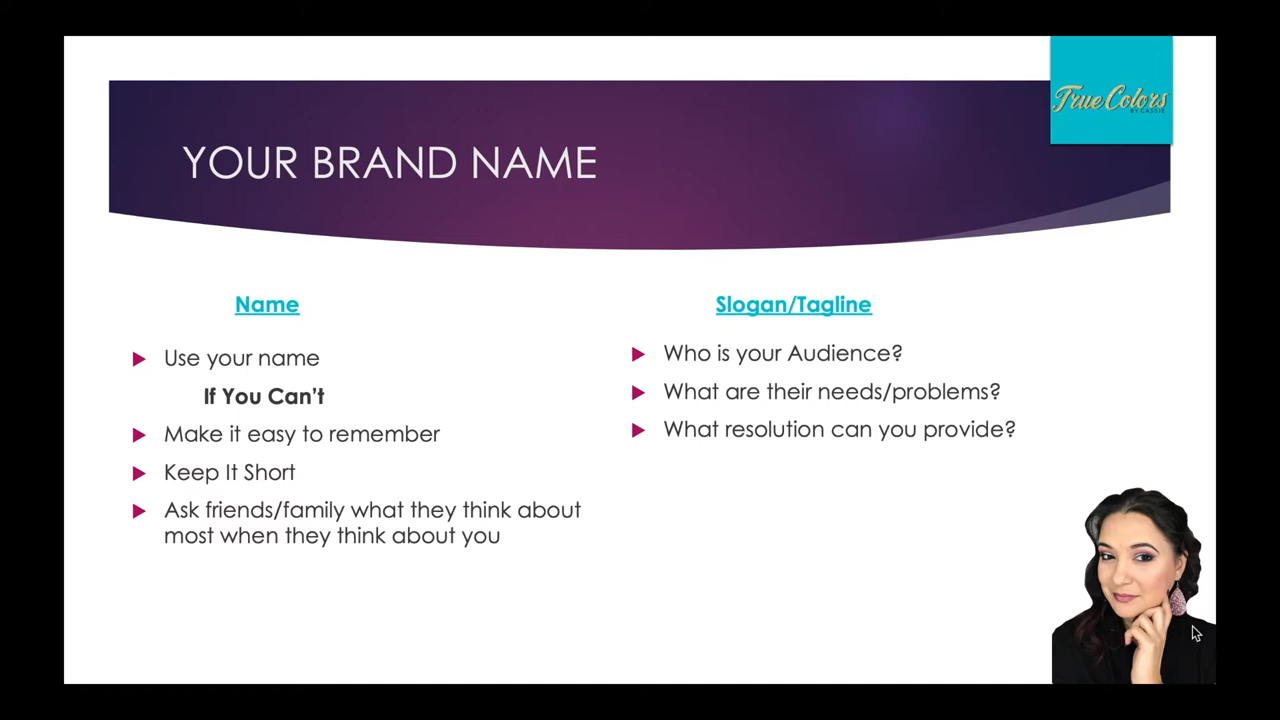 True Colors
BY CASSIE
YOUR BRAND NAME
Name
Use your name
If You Can't
Make it easy to remember
Keep It Short
Ask friends/family what they think about
most when they think about you
Slogan/Tagline
Who is your Audience?
What are their needs/problems?
What resolution can you provide?